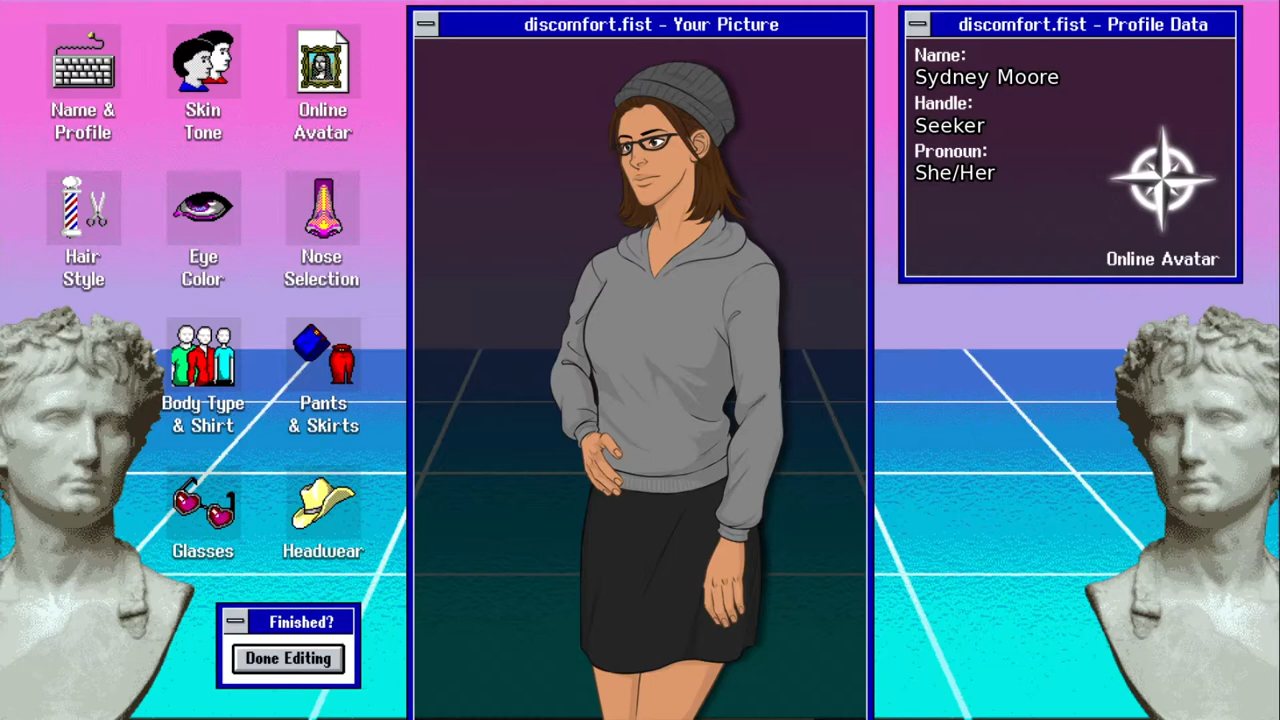 discomfort.fist - Your Picture
discomfort.fist - Profile Data
Name:
Sydney Moore
Handle:
Seeker
Pronoun:
She/Her
Online Avatar
Name &
Profile
Skin
Tone
Online
Avatar
Hair
Style
Eye
Color
Nose
Selection
Body Type
& Shirt
Pants
& Skirts
Glasses
Headwear
Finished?
Done Editing